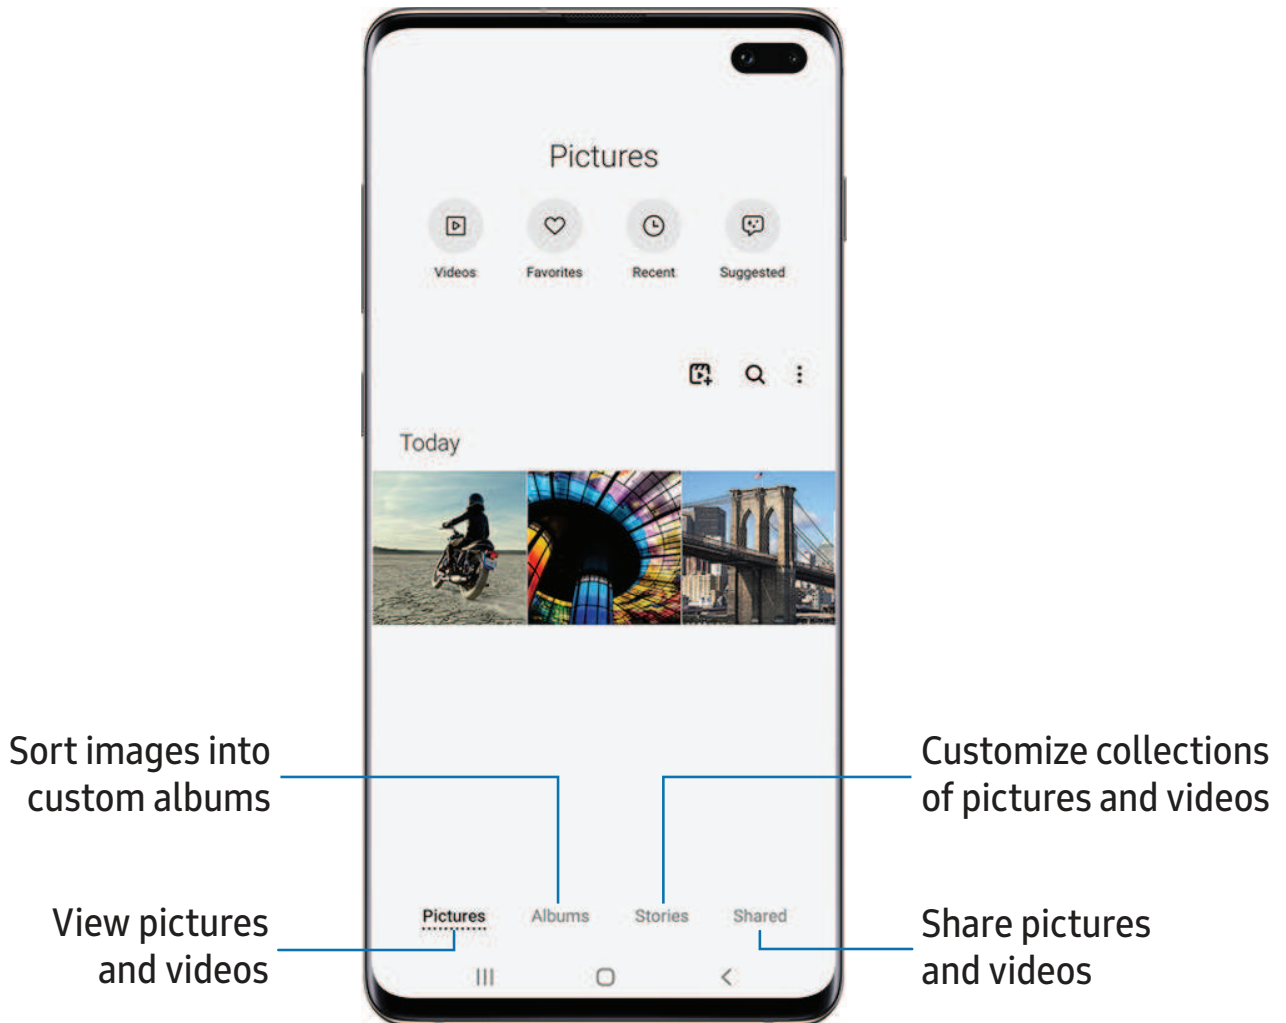 Pictures
Videos Favorites Recent Suggested
Today
Sort images into
custom albums
Customize collections
of pictures and videos
Pictures Albums Stories Shared
View pictures
and videos
Share pictures
and videos